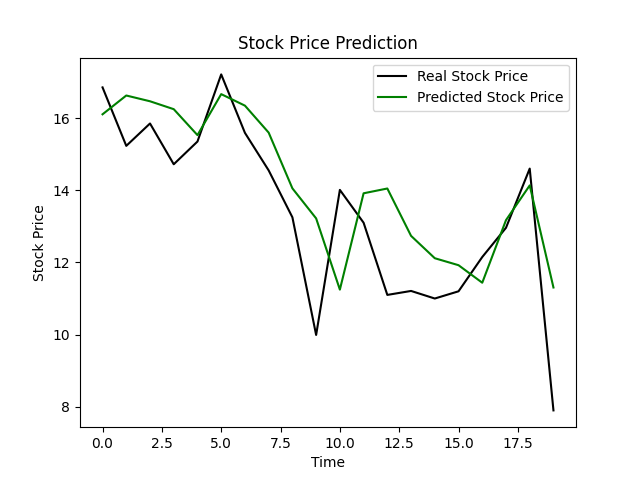 Stock Price Prediction
Real Stock Price
Predicted Stock Price
Stock Price
16
14
12
10
8
0.0 2.5 5.0 7.5 10.0 12.5 15.0 17.5
Time